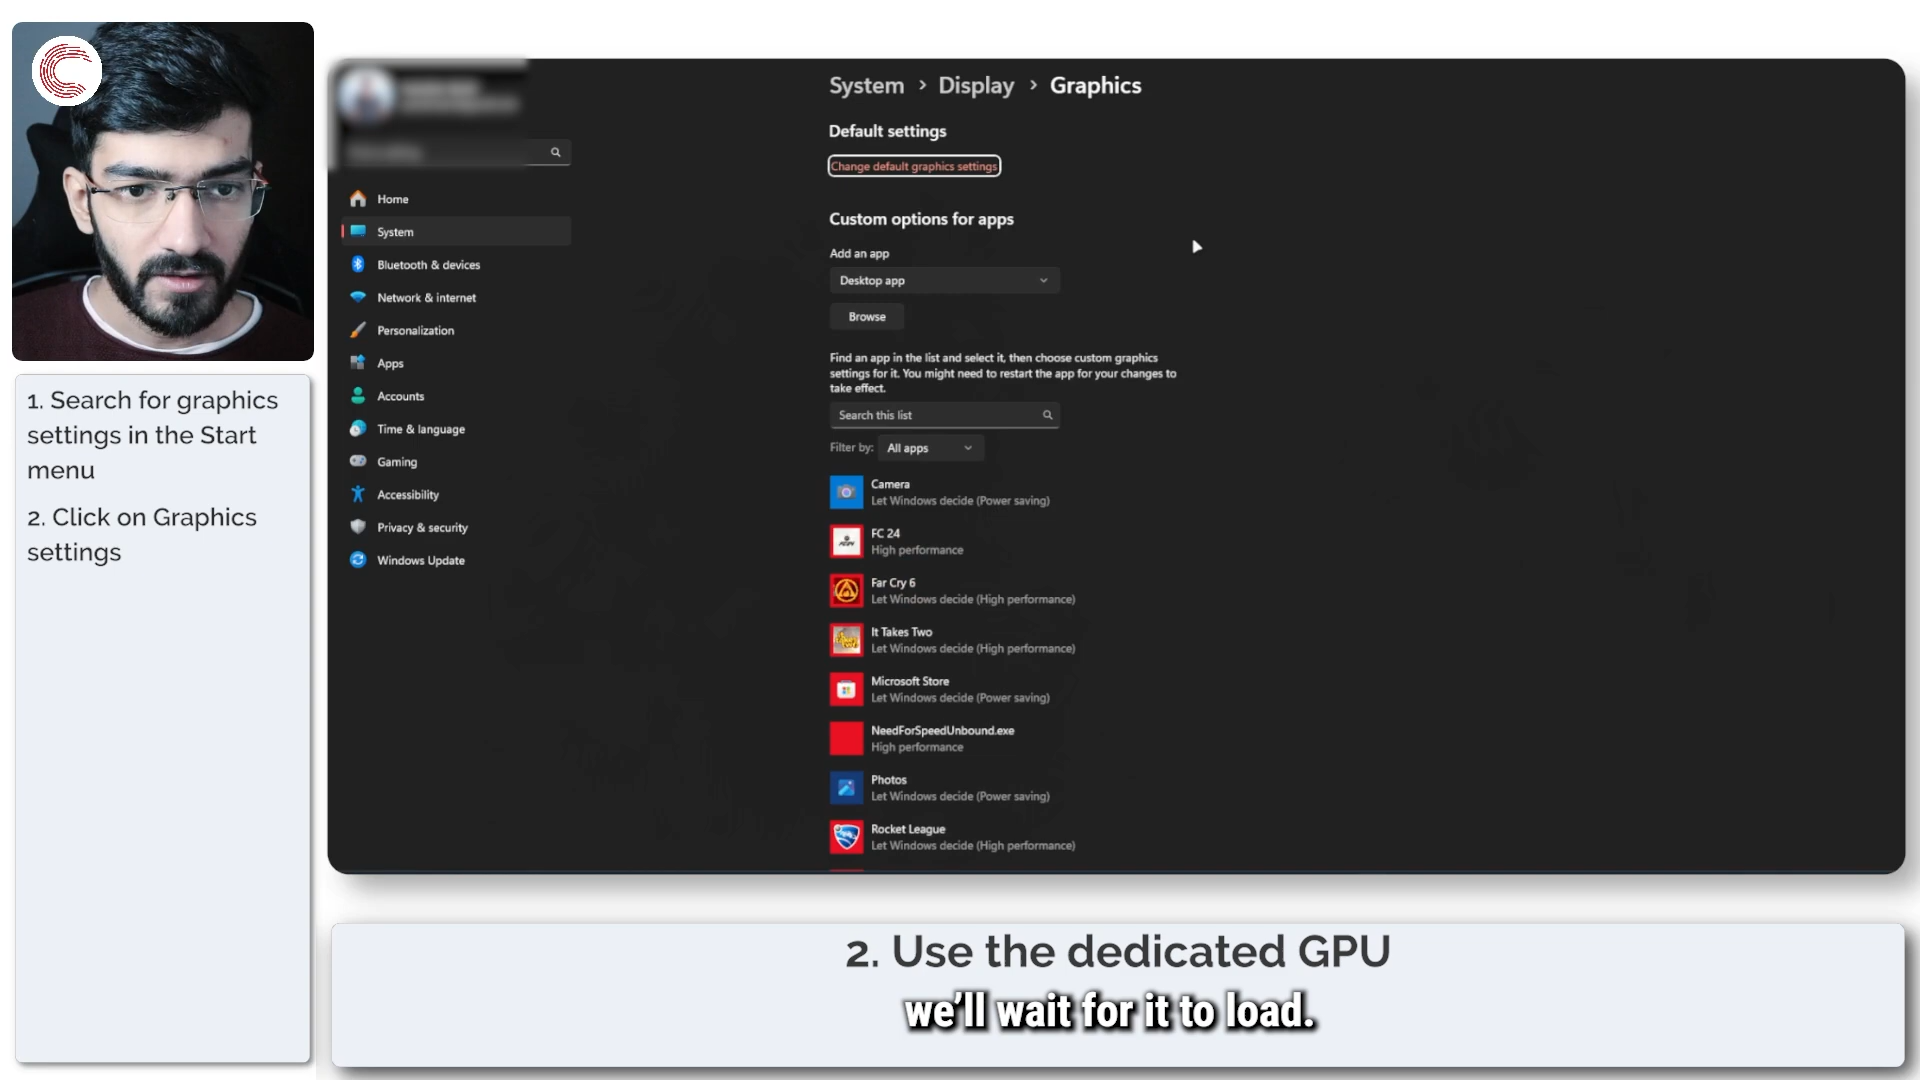 1. Search for graphics
settings in the Start
menu
2. Click on Graphics
settings
Home
System
Bluetooth & devices
Network & internet
Personalization
Apps
Accounts
Time & language
Gaming
Accessibility
Privacy & security
Windows Update
System > Display > Graphics
Default settings
Change default graphics settings
Custom options for apps
Add an app
Desktop app
Browse
Find an app in the list and select it, then choose custom graphics
settings for it. You might need to restart the app for your changes to
take effect.
Search this list
Filter by: All apps
Camera
Let Windows decide (Power saving)
FC 24
High performance
Far Cry 6
Let Windows decide (High performance)
It Takes Two
Let Windows decide (High performance)
Microsoft Store
Let Windows decide (Power saving)
NeedForSpeedUnbound.exe
High performance
Photos
Let Windows decide (Power saving)
Rocket League
Let Windows decide (High performance)
2. Use the dedicated GPU
we'll wait for it to load.